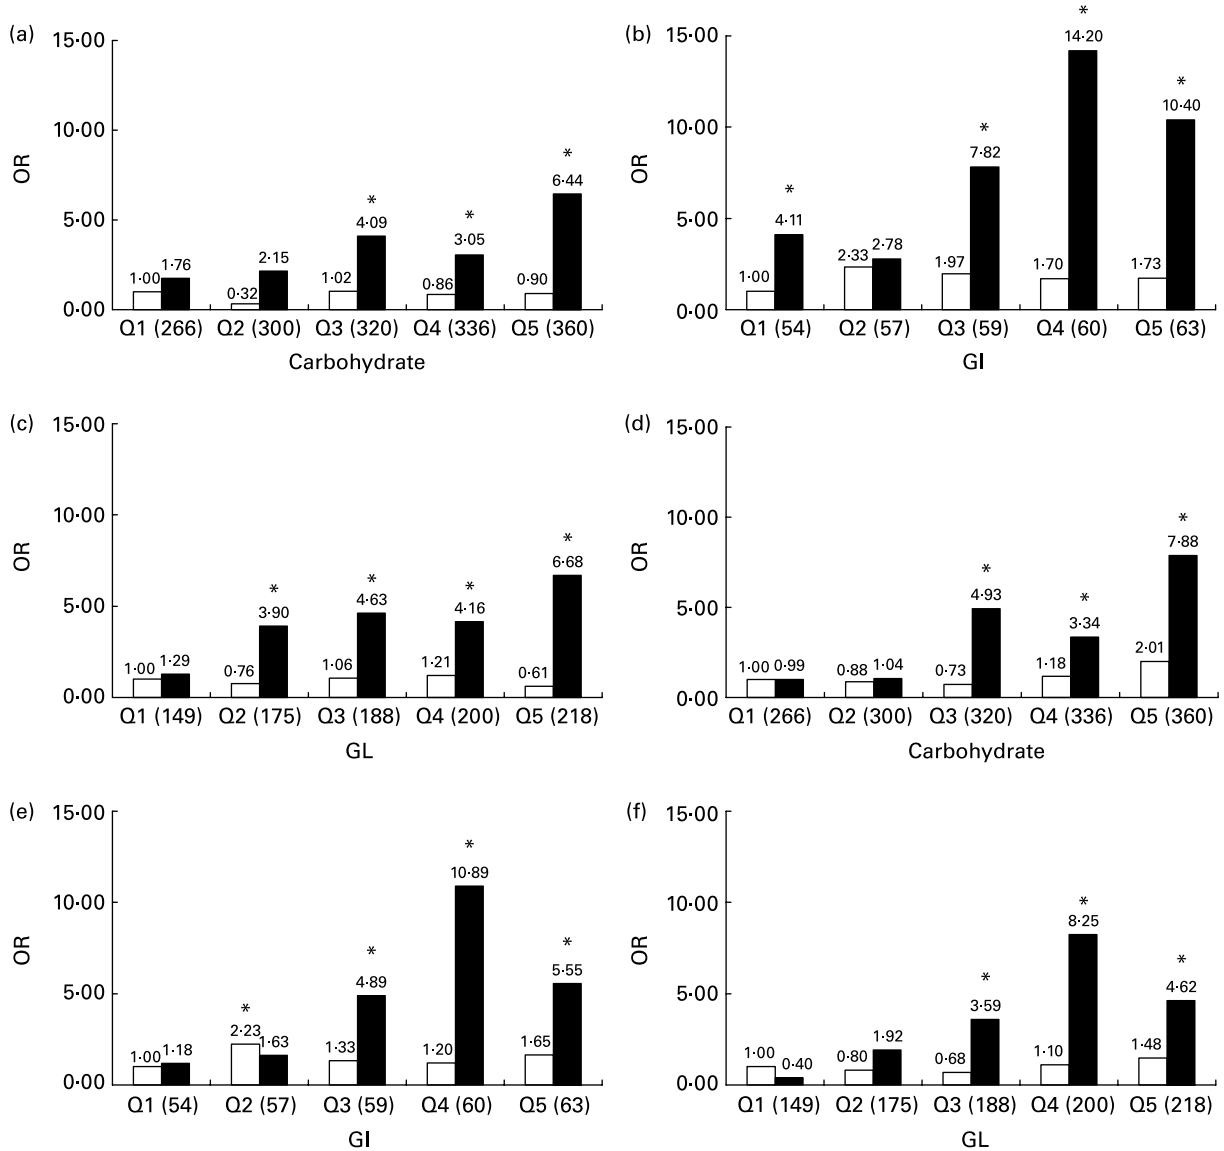 (a)
15·00
10·00
5·00
0·00
OR
1·00 1·76
0·32 2·15
1·02 4·09 *
0·86 3·05 *
0·90 6·44 *
Q1 (266) Q2 (300) Q3 (320) Q4 (336) Q5 (360)
Carbohydrate
(b)
15·00
10·00
5·00
0·00
OR
1·00 4·11 *
2·33 2·78
1·97 7·82 *
1·70 14·20 *
1·73 10·40 *
Q1 (54) Q2 (57) Q3 (59) Q4 (60) Q5 (63)
GI
(c)
15·00
10·00
5·00
0·00
OR
1·00 1·29
0·76 3·90 *
1·06 4·63 *
1·21 4·16 *
0·61 6·68 *
Q1 (149) Q2 (175) Q3 (188) Q4 (200) Q5 (218)
GL
(d)
15·00
10·00
5·00
0·00
OR
1·00 0·99
0·88 1·04
0·73 4·93 *
1·18 3·34 *
2·01 7·88 *
Q1 (266) Q2 (300) Q3 (320) Q4 (336) Q5 (360)
Carbohydrate
(e)
15·00
10·00
5·00
0·00
OR
1·00 1·18
2·23 * 1·63
1·33 4·89 *
1·20 10·89 *
1·65 5·55 *
Q1 (54) Q2 (57) Q3 (59) Q4 (60) Q5 (63)
GI
(f)
15·00
10·00
5·00
0·00
OR
1·00 0·40
0·80 1·92
0·68 3·59 *
1·10 8·25 *
1·48 4·62 *
Q1 (149) Q2 (175) Q3 (188) Q4 (200) Q5 (218)
GL